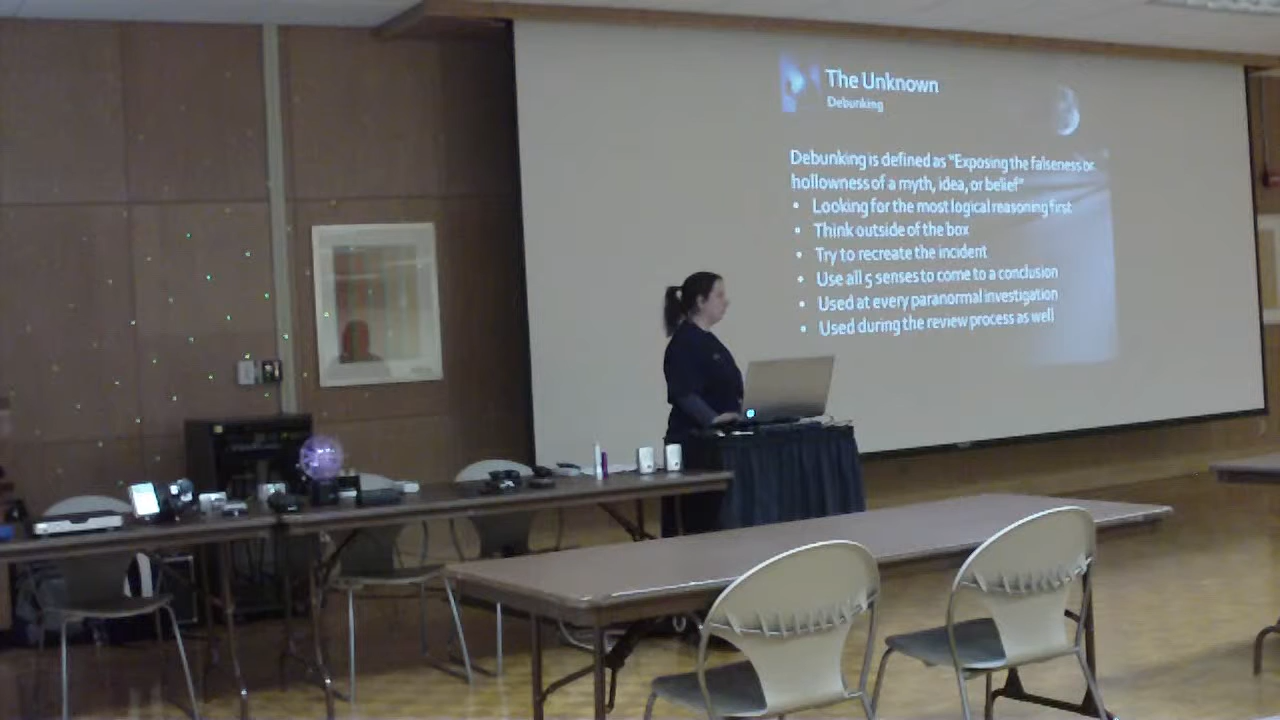 The Unknown
Debunking
Debunking is defined as "Exposing the falseness or
hollowness of a myth, idea, or belief"
• Looking for the most logical reasoning first
• Think outside of the box
• Try to recreate the incident
• Use all 5 senses to come to a conclusion
• Used at every paranormal investigation
• Used during the review process as well